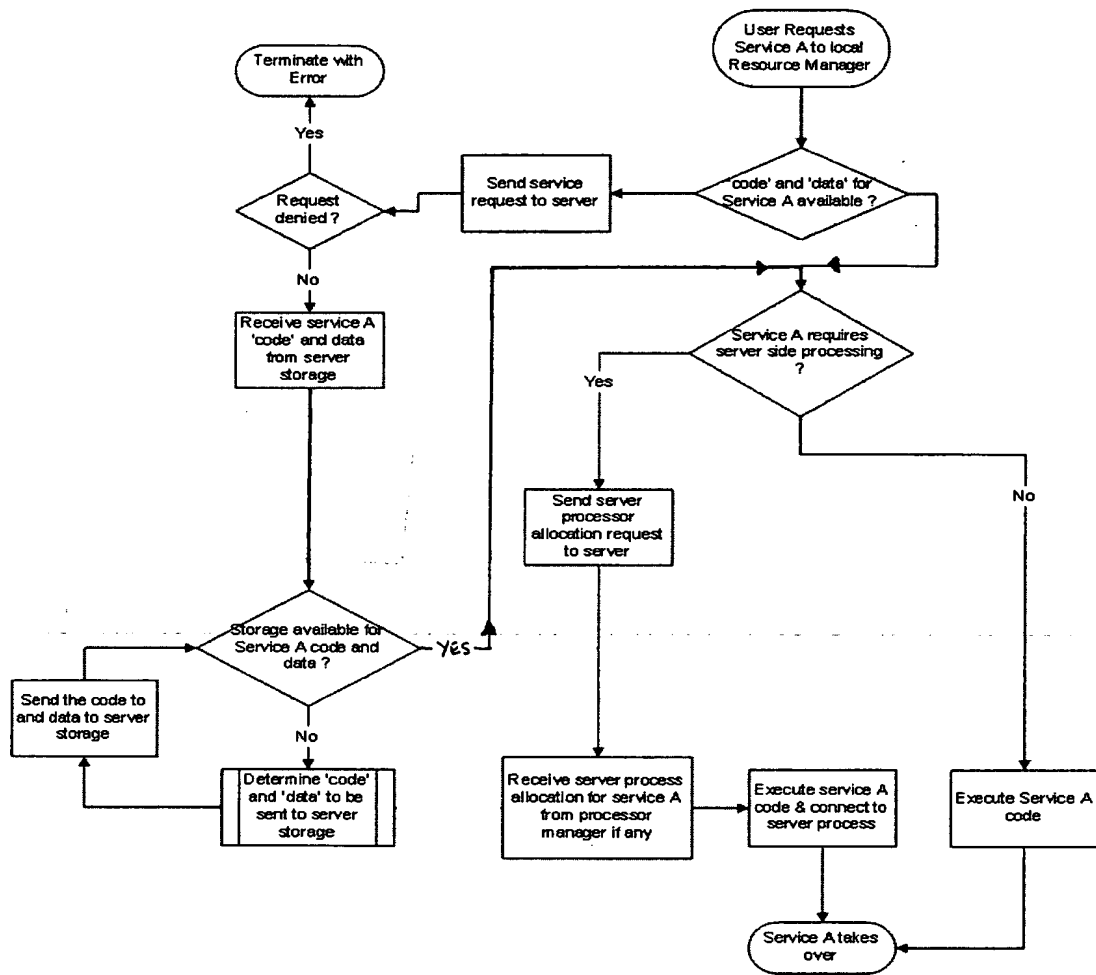 User Requests
Service A to local
Resource Manager
Terminate with
Error
Yes
'code' and 'data' for
Service A available ?
Send service
request to server
Request
denied ?
No
Receive service A
'code' and data
from server
storage
Service A requires
server side processing
?
Yes
No
Send server
processor
allocation request
to server
Storage available for
Service A code and
data ?
YES
Send the code to
and data to server
storage
No
Determine 'code'
and 'data' to be
sent to server
storage
Receive server process
allocation for service A
from processor
manager if any
Execute service A
code & connect to
server process
Execute Service A
code
Service A takes
over